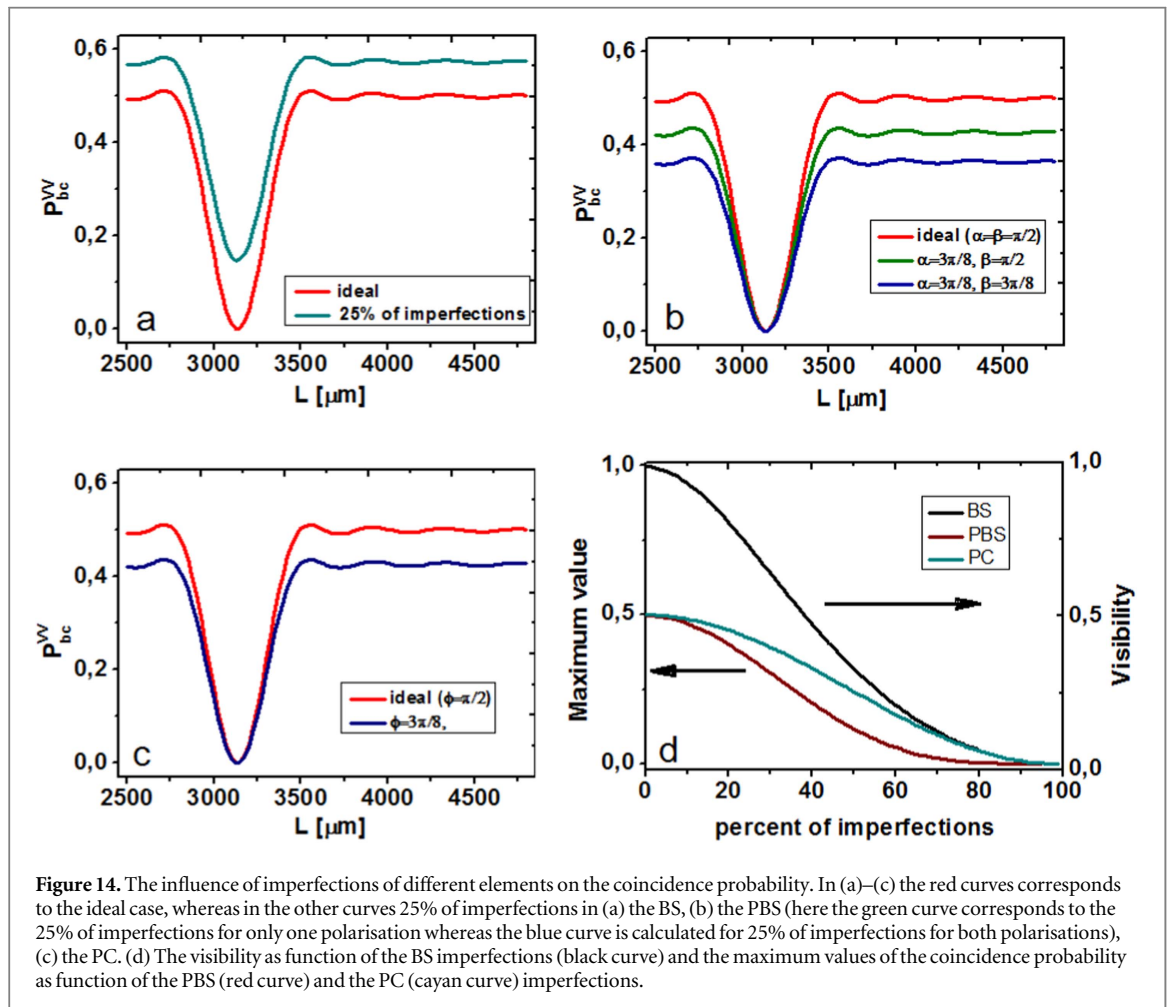 0,6
0,4
0,2
0,0
P_bc^VV
a
ideal
25% of imperfections
2500 3000 3500 4000 4500
L [µm]
0,6
0,4
0,2
0,0
P_bc^VV
b
ideal (α=β=π/2)
α=3π/8, β=π/2
α=3π/8, β=3π/8
2500 3000 3500 4000 4500
L [µm]
0,6
0,4
0,2
0,0
P_bc^VV
c
ideal (ϕ=π/2)
ϕ=3π/8,
2500 3000 3500 4000 4500
L [µm]
1,0
0,5
0,0
Maximum value
d
BS
PBS
PC
1,0
0,5
0,0
Visibility
0 20 40 60 80 100
percent of imperfections
Figure 14. The influence of imperfections of different elements on the coincidence probability. In (a)–(c) the red curves corresponds
to the ideal case, whereas in the other curves 25% of imperfections in (a) the BS, (b) the PBS (here the green curve corresponds to the
25% of imperfections for only one polarisation whereas the blue curve is calculated for 25% of imperfections for both polarisations),
(c) the PC. (d) The visibility as function of the BS imperfections (black curve) and the maximum values of the coincidence probability
as function of the PBS (red curve) and the PC (cayan curve) imperfections.